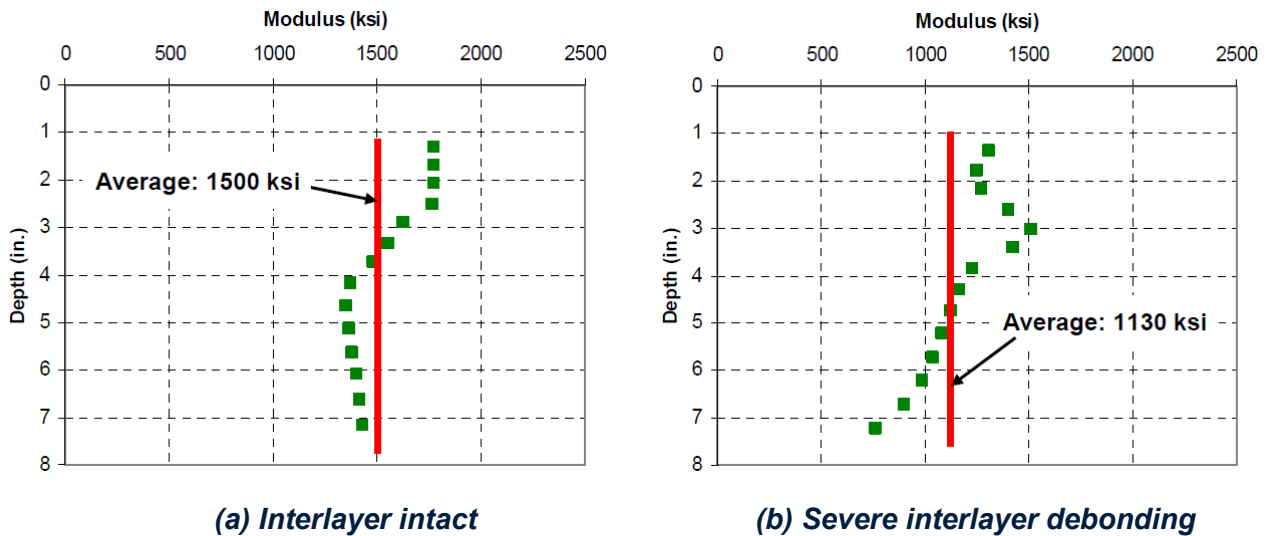 Modulus (ksi)
0 500 1000 1500 2000 2500
0
1
2
3
4
5
6
7
8
Depth (in.)
Average: 1500 ksi
(a) Interlayer intact
Modulus (ksi)
0 500 1000 1500 2000 2500
0
1
2
3
4
5
6
7
8
Depth (in.)
Average: 1130 ksi
(b) Severe interlayer debonding